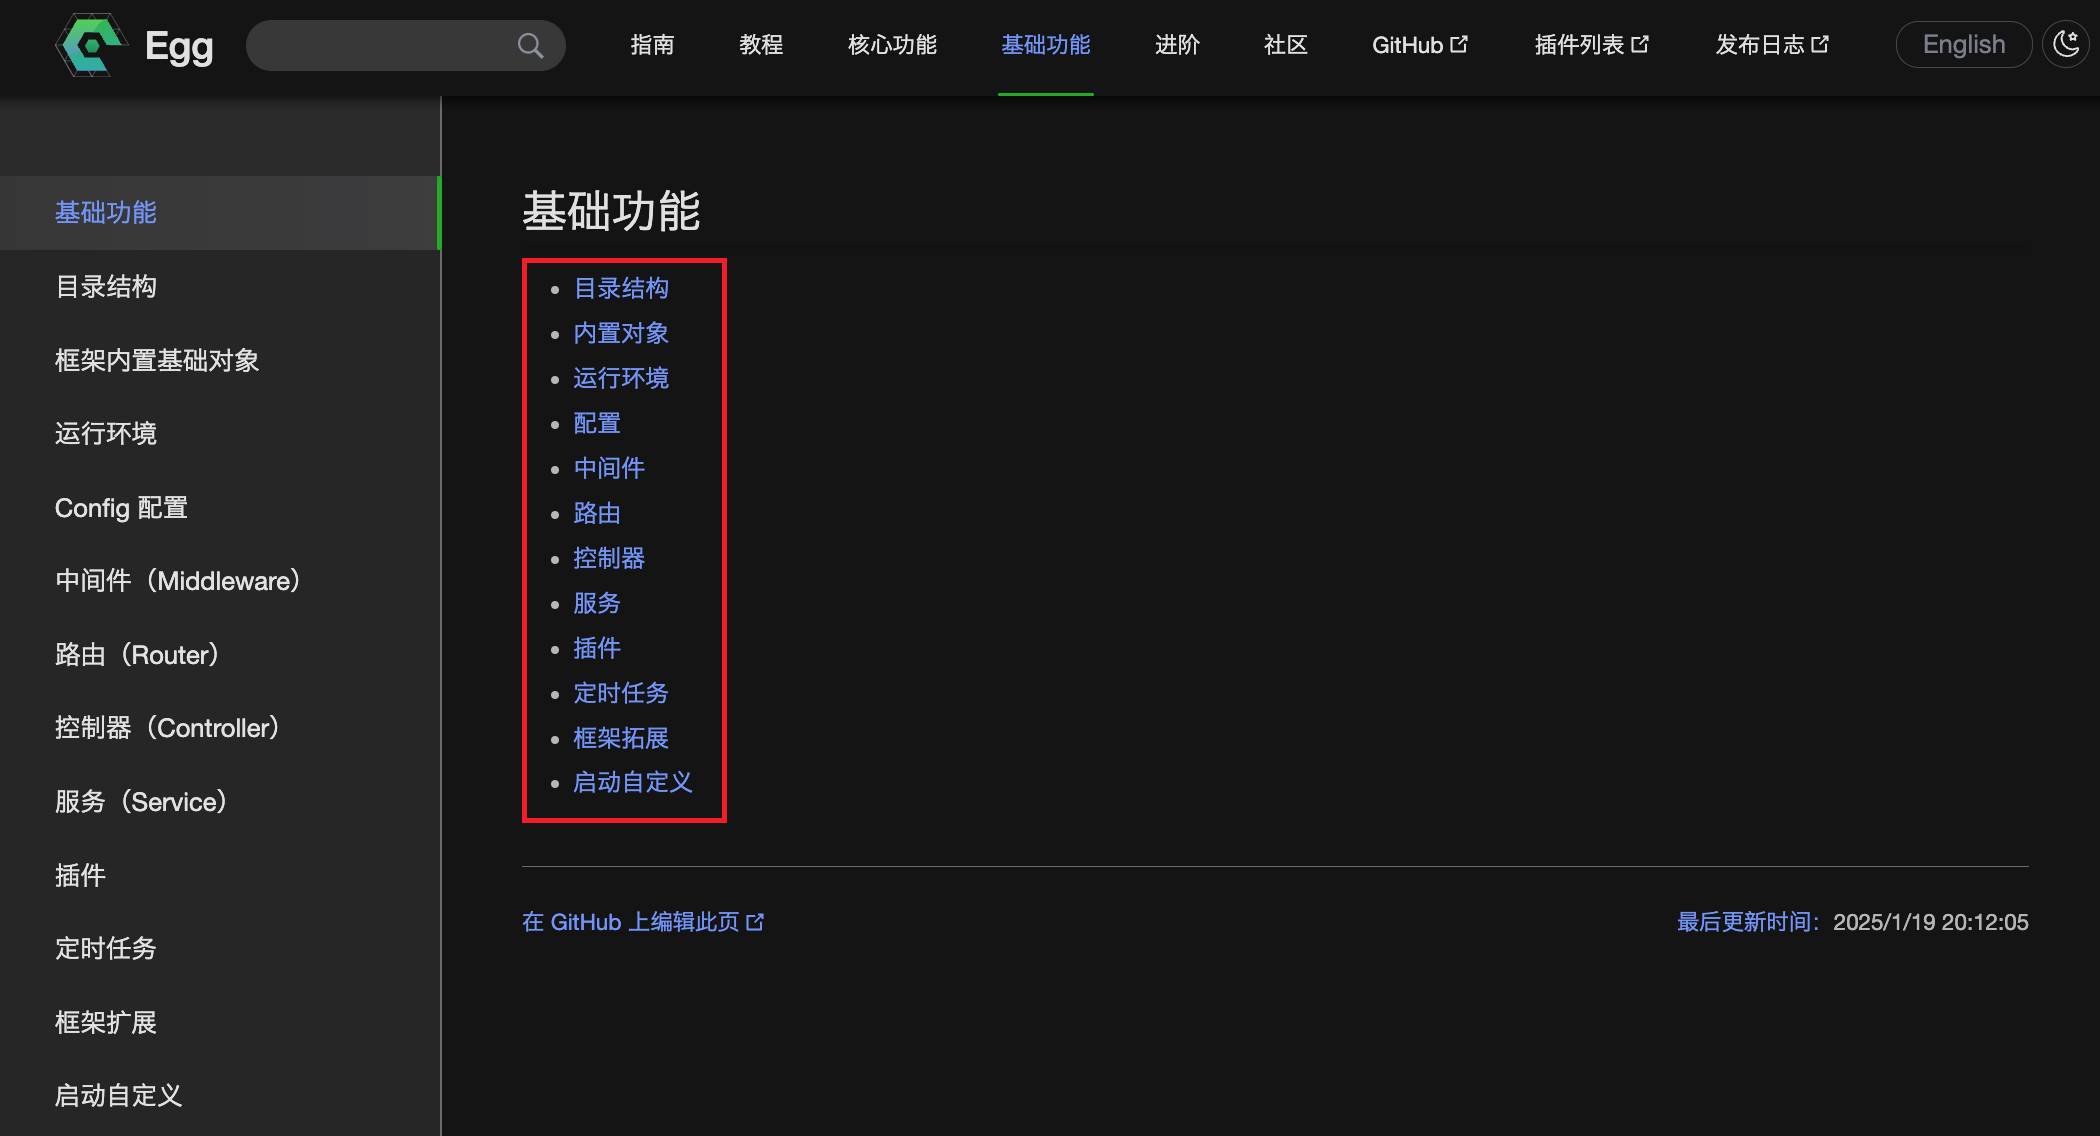 Egg
指南
教程
核心功能
基础功能
进阶
社区
GitHub
插件列表
发布日志
English
基础功能
目录结构
框架内置基础对象
运行环境
Config 配置
中间件（Middleware）
路由（Router）
控制器（Controller）
服务（Service）
插件
定时任务
框架扩展
启动自定义
基础功能
目录结构
内置对象
运行环境
配置
中间件
路由
控制器
服务
插件
定时任务
框架拓展
启动自定义
在 GitHub 上编辑此页
最后更新时间：2025/1/19 20:12:05